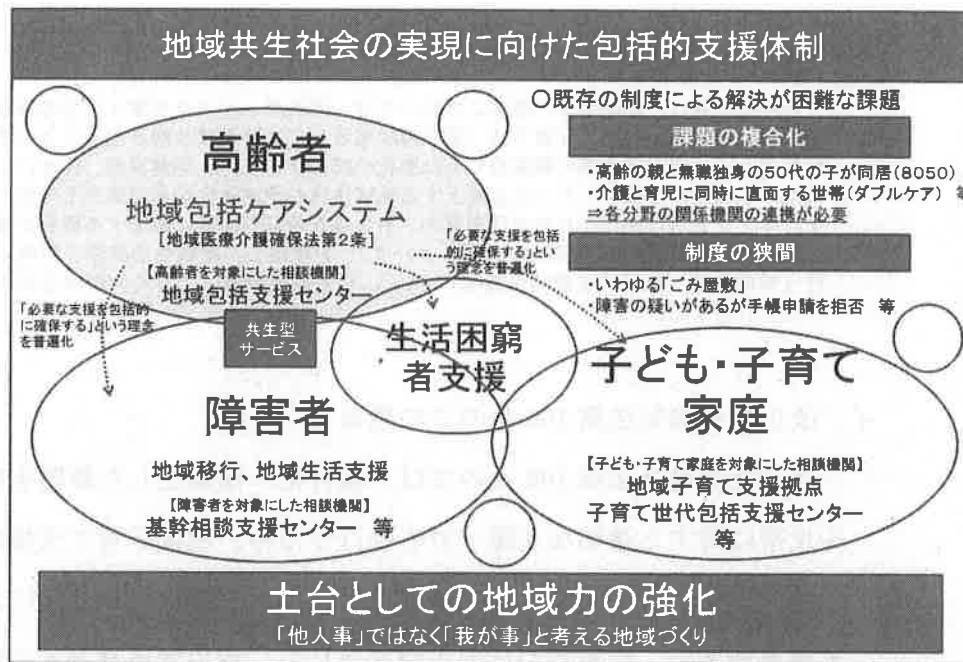 地域共生社会の実現に向けた包括的支援体制
〇既存の制度による解決が困難な課題
課題の複合化
・高齢の親と無職独身の50代の子が同居(8050)
・介護と育児に同時に直面する世帯(ダブルケア) 等
⇒各分野の関係機関の連携が必要
制度の狭間
・いわゆる「ごみ屋敷」
・障害の疑いがあるが手帳申請を拒否 等
高齢者
地域包括ケアシステム
[地域医療介護確保法第2条]
【高齢者を対象にした相談機関】
地域包括支援センター
「必要な支援を包括
的に確保する」とい
う理念を普遍化
「必要な支援を包括的
に確保する」という理念
を普遍化
共生型
サービス
生活困窮
者支援
障害者
地域移行、地域生活支援
【障害者を対象にした相談機関】
基幹相談支援センター 等
子ども・子育て
家庭
【子ども・子育て家庭を対象にした相談機関】
地域子育て支援拠点
子育て世代包括支援センター
等
土台としての地域力の強化
「他人事」ではなく「我が事」と考える地域づくり